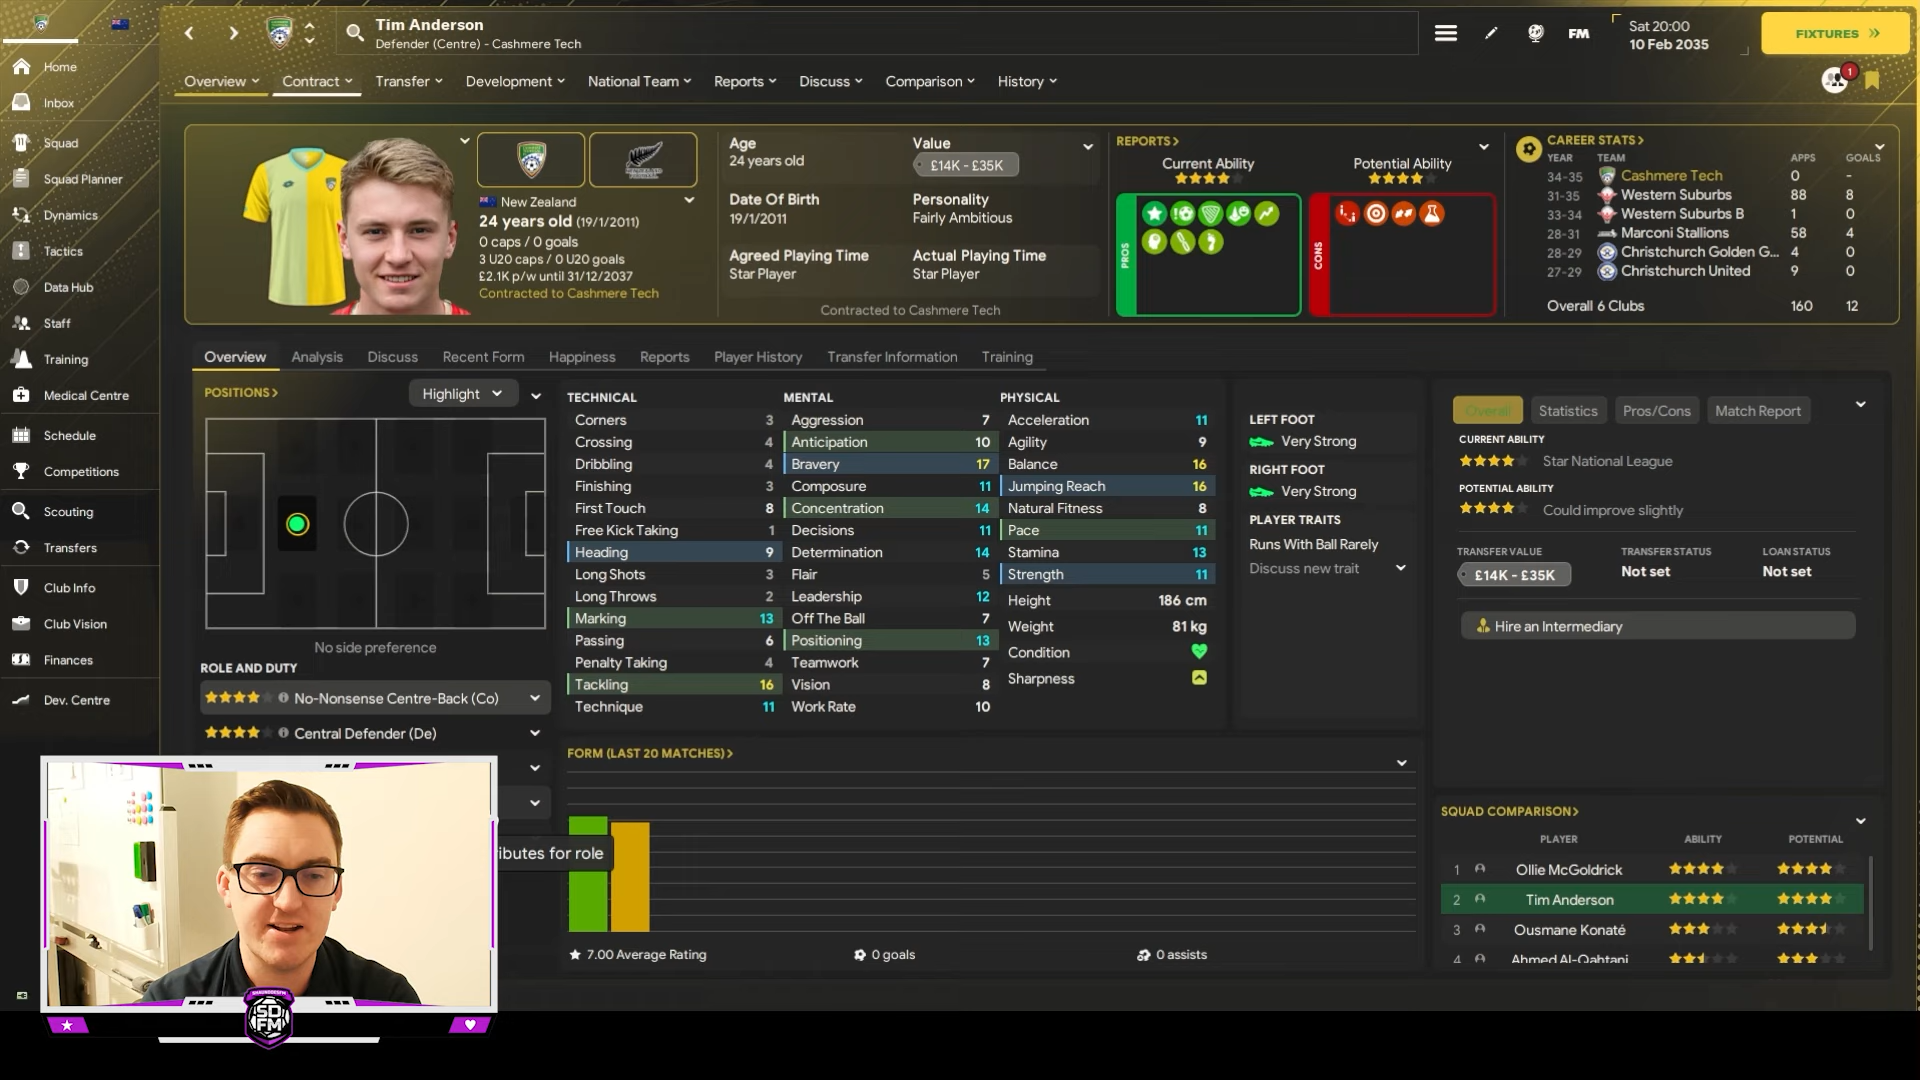 Tim Anderson
Defender (Centre) - Cashmere Tech
FM
Sat 20:00
10 Feb 2035
FIXTURES
Home
Inbox
Squad
Squad Planner
Dynamics
Tactics
Data Hub
Staff
Training
Medical Centre
Schedule
Competitions
Scouting
Transfers
Club Info
Club Vision
Finances
Dev. Centre
Overview
Contract
Transfer
Development
National Team
Reports
Discuss
Comparison
History
1
New Zealand
24 years old (19/1/2011)
0 caps / 0 goals
3 U20 caps / 0 U20 goals
£2.1K p/w until 31/12/2037
Contracted to Cashmere Tech
Age
24 years old
Value
£14K - £35K
Date Of Birth
19/1/2011
Personality
Fairly Ambitious
Agreed Playing Time
Star Player
Actual Playing Time
Star Player
Contracted to Cashmere Tech
REPORTS >
Current Ability
Potential Ability
PROS
CONS
CAREER STATS >
YEAR TEAM APPS GOALS
34-35 Cashmere Tech 0 -
31-35 Western Suburbs 88 8
33-34 Western Suburbs B 1 0
28-31 Marconi Stallions 58 4
28-29 Christchurch Golden G... 4 0
27-29 Christchurch United 9 0
Overall 6 Clubs 160 12
Overview Analysis Discuss Recent Form Happiness Reports Player History Transfer Information Training
POSITIONS >
Highlight
No side preference
ROLE AND DUTY
No-Nonsense Centre-Back (Co)
Central Defender (De)
ibutes for role
TECHNICAL
Corners 3
Crossing 4
Dribbling 4
Finishing 3
First Touch 8
Free Kick Taking 1
Heading 9
Long Shots 3
Long Throws 2
Marking 13
Passing 6
Penalty Taking 4
Tackling 16
Technique 11
MENTAL
Aggression 7
Anticipation 10
Bravery 17
Composure 11
Concentration 14
Decisions 11
Determination 14
Flair 5
Leadership 12
Off The Ball 7
Positioning 13
Teamwork 7
Vision 8
Work Rate 10
PHYSICAL
Acceleration 11
Agility 9
Balance 16
Jumping Reach 16
Natural Fitness 8
Pace 11
Stamina 13
Strength 11
Height 186 cm
Weight 81 kg
Condition
Sharpness
LEFT FOOT
Very Strong
RIGHT FOOT
Very Strong
PLAYER TRAITS
Runs With Ball Rarely
Discuss new trait
Overall Statistics Pros/Cons Match Report
CURRENT ABILITY
Star National League
POTENTIAL ABILITY
Could improve slightly
TRANSFER VALUE
£14K - £35K
TRANSFER STATUS
Not set
LOAN STATUS
Not set
Hire an Intermediary
FORM (LAST 20 MATCHES) >
7.00 Average Rating
0 goals
0 assists
SQUAD COMPARISON >
PLAYER ABILITY POTENTIAL
1 Ollie McGoldrick
2 Tim Anderson
3 Ousmane Konaté
4 Ahmed Al-Qahtani
SD
FM